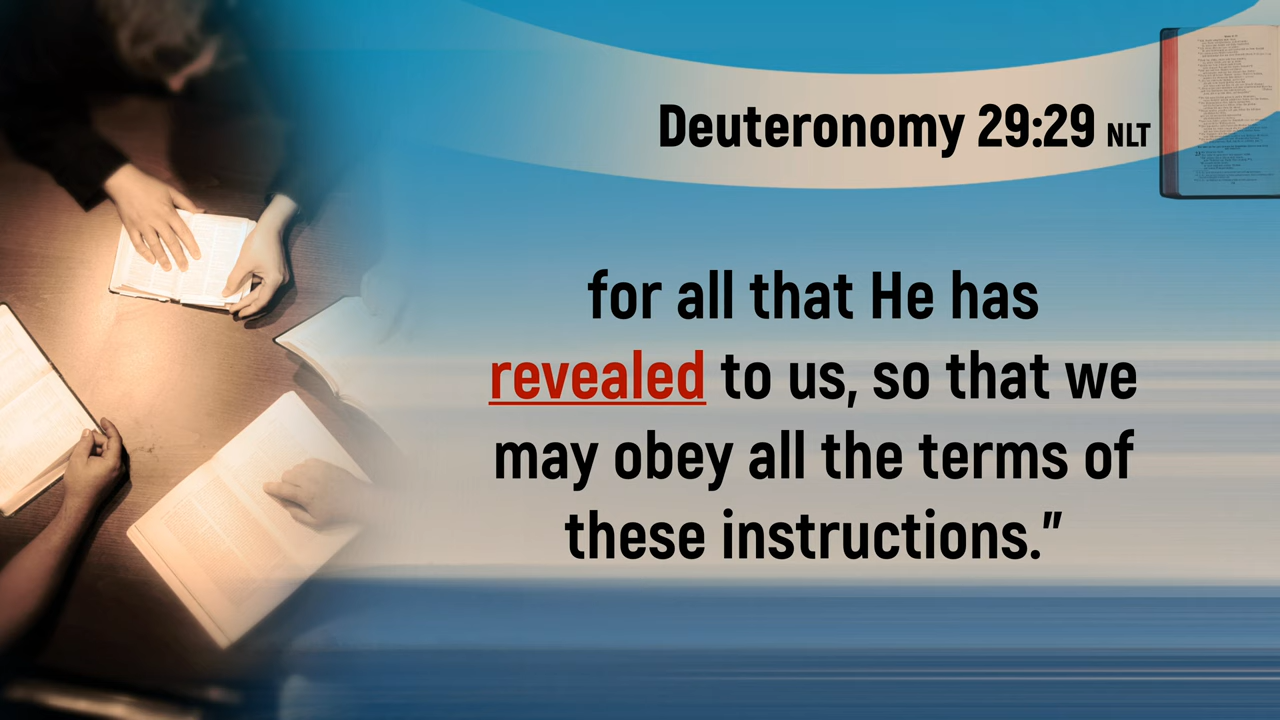 Deuteronomy 29:29 NLT
for all that He has
revealed to us, so that we
may obey all the terms of
these instructions.”